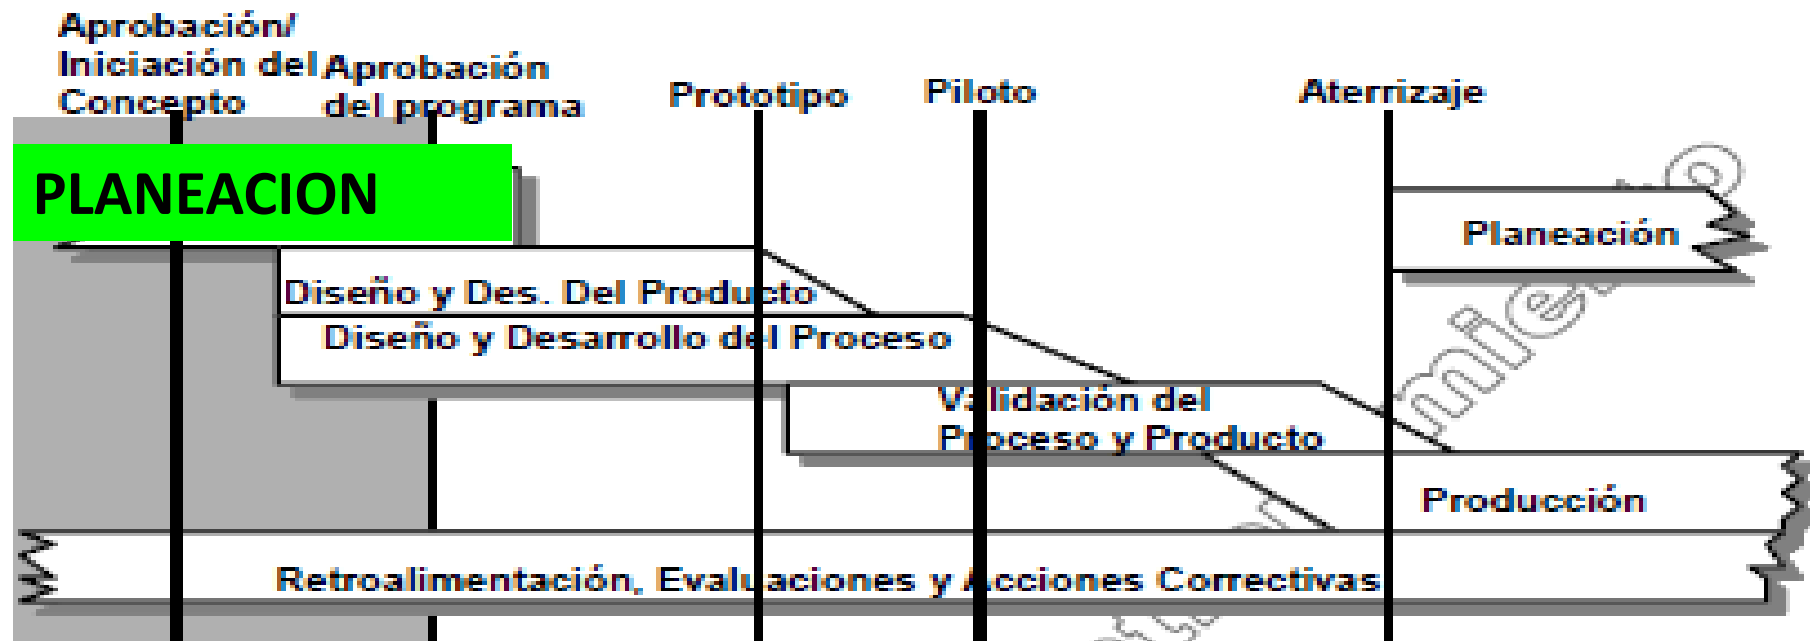 Aprobación/
Iniciación del
Concepto
Aprobación
del programa
Prototipo
Piloto
Aterrizaje
PLANEACION
Planeación
Diseño y Des. Del Producto
Diseño y Desarrollo del Proceso
Validación del
Proceso y Producto
Producción
Retroalimentación, Evaluaciones y Acciones Correctivas